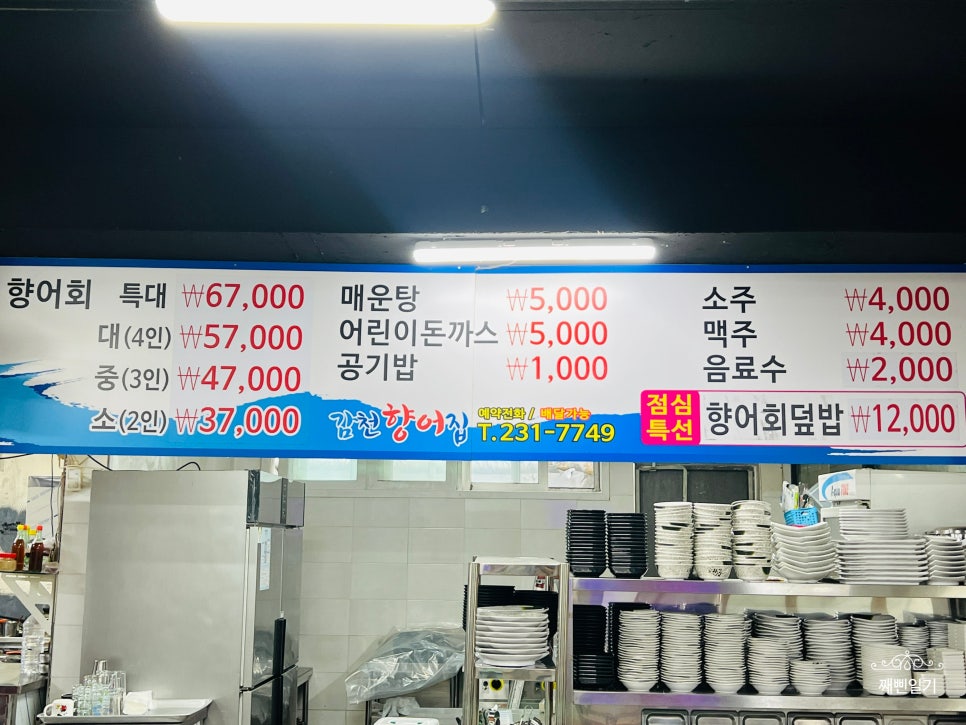 향어회 특대 ₩67,000
대(4인) ₩57,000
중(3인) ₩47,000
소(2인) ₩37,000
매운탕 ₩5,000
어린이돈까스 ₩5,000
공기밥 ₩1,000
김천향어집
예약전화 / 배달가능
T.231-7749
소주 ₩4,000
맥주 ₩4,000
음료수 ₩2,000
점심
특선
향어회덮밥 ₩12,000
째삔일기